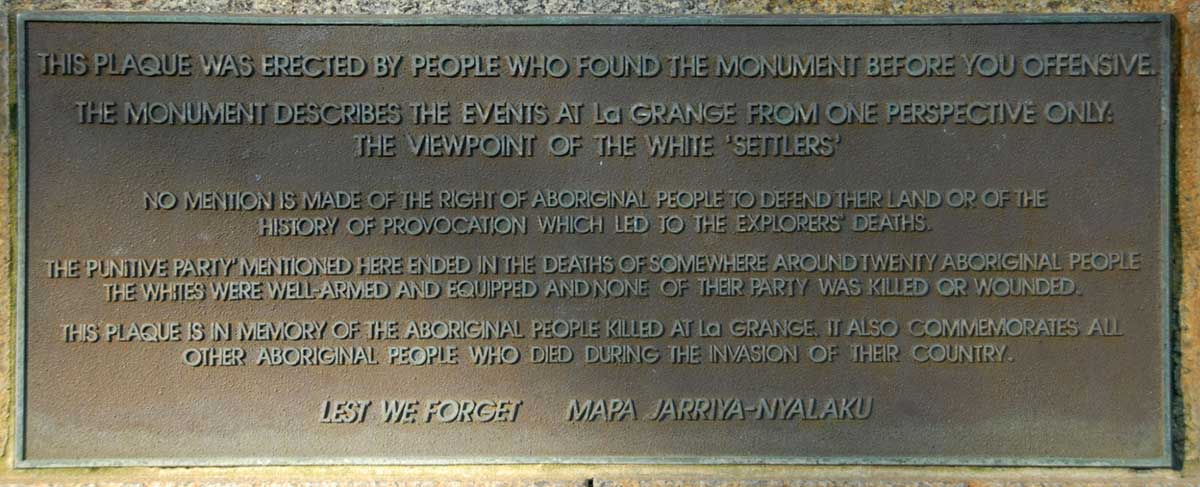 THIS PLAQUE WAS ERECTED BY PEOPLE WHO FOUND THE MONUMENT BEFORE YOU OFFENSIVE.
THE MONUMENT DESCRIBES THE EVENTS AT La GRANGE FROM ONE PERSPECTIVE ONLY:
THE VIEWPOINT OF THE WHITE 'SETTLERS'
NO MENTION IS MADE OF THE RIGHT OF ABORIGINAL PEOPLE TO DEFEND THEIR LAND OR OF THE
HISTORY OF PROVOCATION WHICH LED TO THE EXPLORERS' DEATHS.
THE 'PUNITIVE PARTY' MENTIONED HERE ENDED IN THE DEATHS OF SOMEWHERE AROUND TWENTY ABORIGINAL PEOPLE
THE WHITES WERE WELL-ARMED AND EQUIPPED AND NONE OF THEIR PARTY WAS KILLED OR WOUNDED.
THIS PLAQUE IS IN MEMORY OF THE ABORIGINAL PEOPLE KILLED AT La GRANGE. IT ALSO COMMEMORATES ALL
OTHER ABORIGINAL PEOPLE WHO DIED DURING THE INVASION OF THEIR COUNTRY.
LEST WE FORGET MAPA JARRIYA-NYALAKU